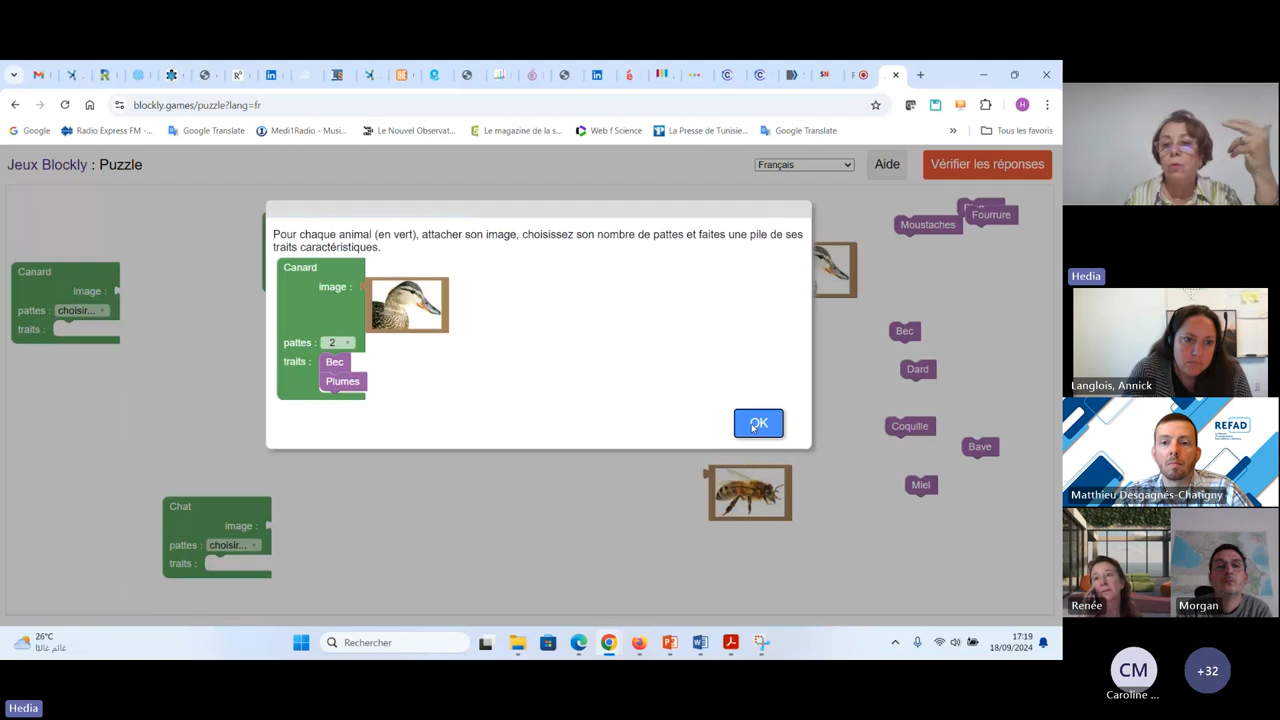 blockly.games/puzzle?lang=fr
Google
Radio Express FM -...
Google Translate
Medi1Radio - Musi...
Le Nouvel Observat...
Le magazine de la s...
Web f Science
La Presse de Tunisie...
Google Translate
»
Tous les favoris
Jeux Blockly : Puzzle
Français
Aide
Vérifier les réponses
Pour chaque animal (en vert), attacher son image, choisissez son nombre de pattes et faites une pile de ses
traits caractéristiques.
Canard
image :
pattes : 2
traits :
Bec
Plumes
OK
Canard
image :
pattes : choisir...
traits :
Chat
image :
pattes : choisir...
traits :
Moustaches
Fourrure
Bec
Dard
Coquille
Bave
Miel
26°C
غائم غالبًا
Rechercher
17:19
18/09/2024
Hedia
Langlois, Annick
REFAD
Matthieu Desgagnés-Chatigny
Renée
Morgan
CM
Caroline ...
+32
Hedia